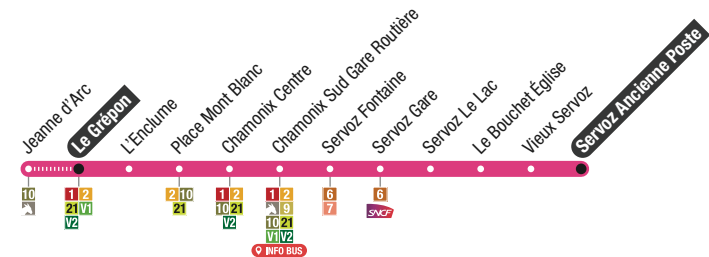 Jeanne d'Arc
Le Grépon
L'Enclume
Place Mont Blanc
Chamonix Centre
Chamonix Sud Gare Routière
Servoz Fontaine
Servoz Gare
Servoz Le Lac
Le Bouchet Église
Vieux Servoz
Servoz Ancienne Poste
10
1 2
21 V1
V2
2 10
21
1 2
10 21
V2
1 2
9
10 21
V1 V2
INFO BUS
6
7
6
SNCF